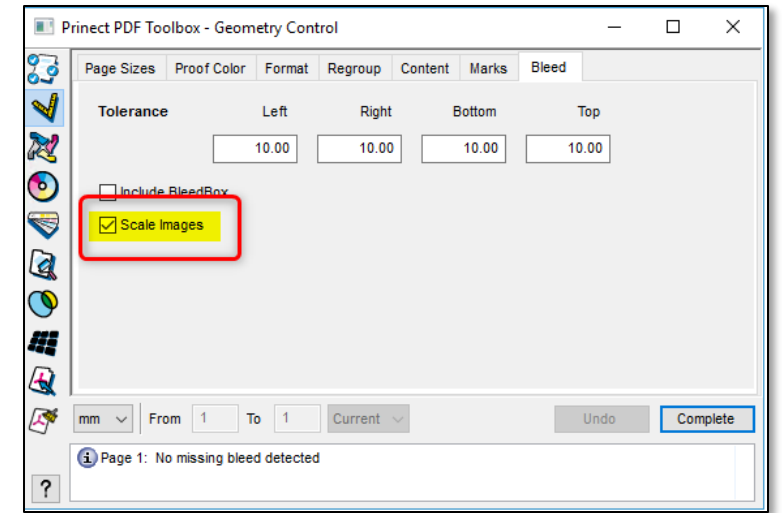 Prinect PDF Toolbox - Geometry Control
Page Sizes Proof Color Format Regroup Content Marks Bleed
Tolerance Left Right Bottom Top
10.00 10.00 10.00 10.00
Include BleedBox
Scale Images
mm From 1 To 1 Current Undo Complete
Page 1: No missing bleed detected
?